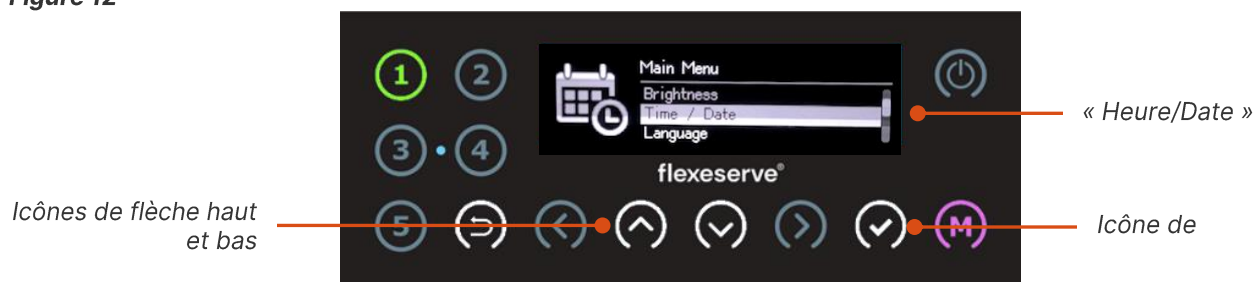 Figure 12
1
2
Main Menu
Brightness
Time / Date
Language
« Heure/Date »
3
4
flexeserve®
Icônes de flèche haut
et bas
5
M
Icône de